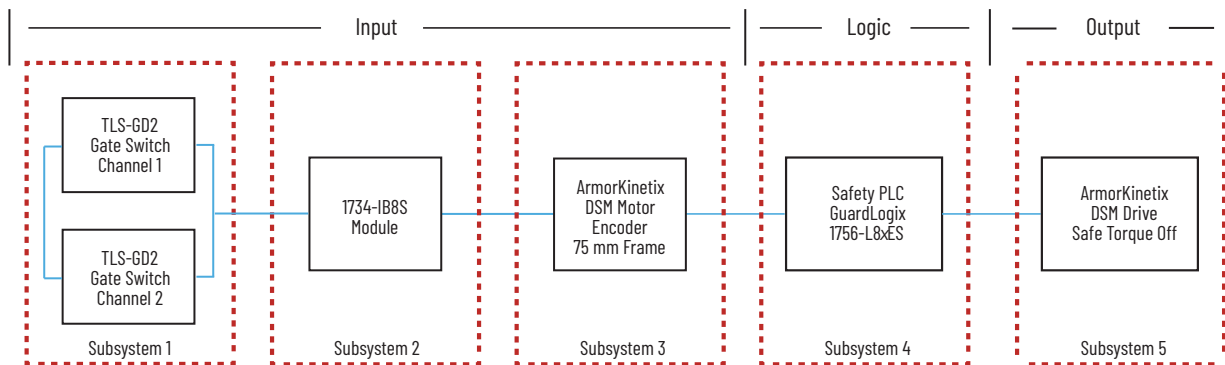 Input
Logic
Output
TLS-GD2
Gate Switch
Channel 1
TLS-GD2
Gate Switch
Channel 2
Subsystem 1
1734-IB8S
Module
Subsystem 2
ArmorKinetix
DSM Motor
Encoder
75 mm Frame
Subsystem 3
Safety PLC
GuardLogix
1756-L8xES
Subsystem 4
ArmorKinetix
DSM Drive
Safe Torque Off
Subsystem 5